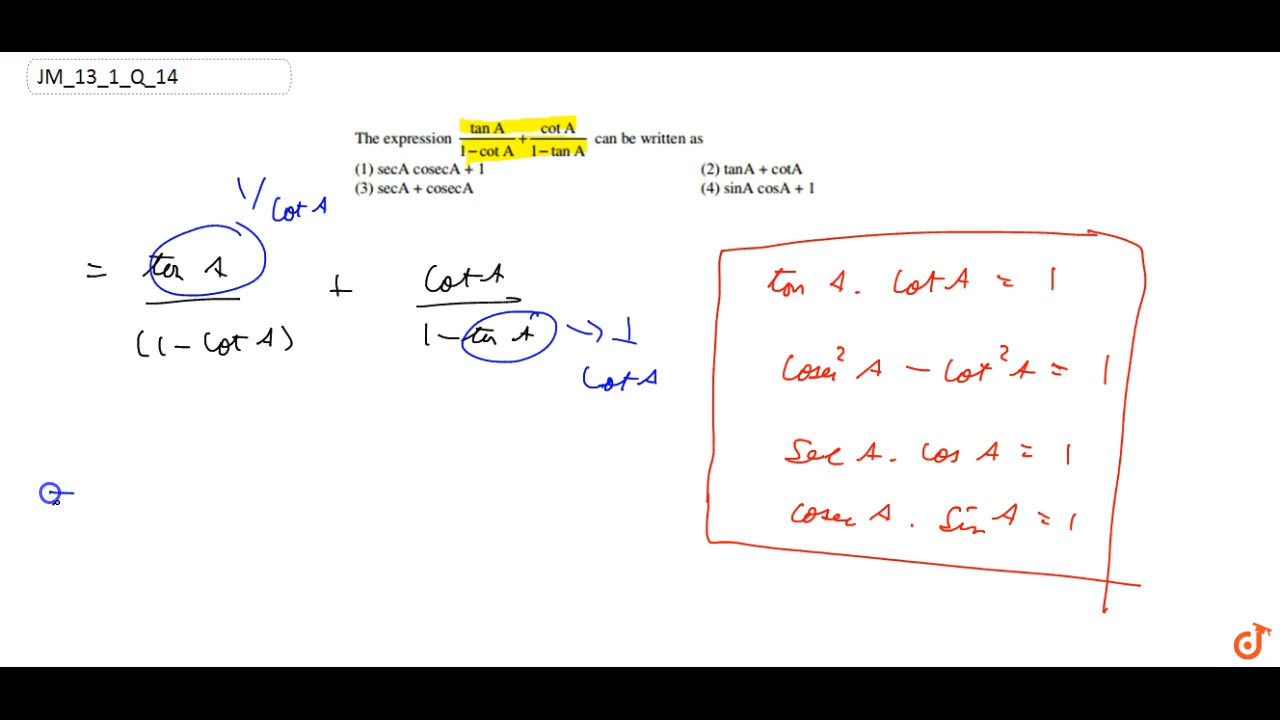 JM_13_1_Q_14
The expression tan A / 1−cot A + cot A / 1−tan A can be written as
(1) secA cosecA + 1 (2) tanA + cotA
(3) secA + cosecA (4) sinA cosA + 1
1/cot A
= tan A / (1 − cot A) + cot A / 1 − tan A → 1 / cot A
tan A . cot A = 1
cosec² A − cot² A = 1
sec A . cos A = 1
cosec A . sin A = 1